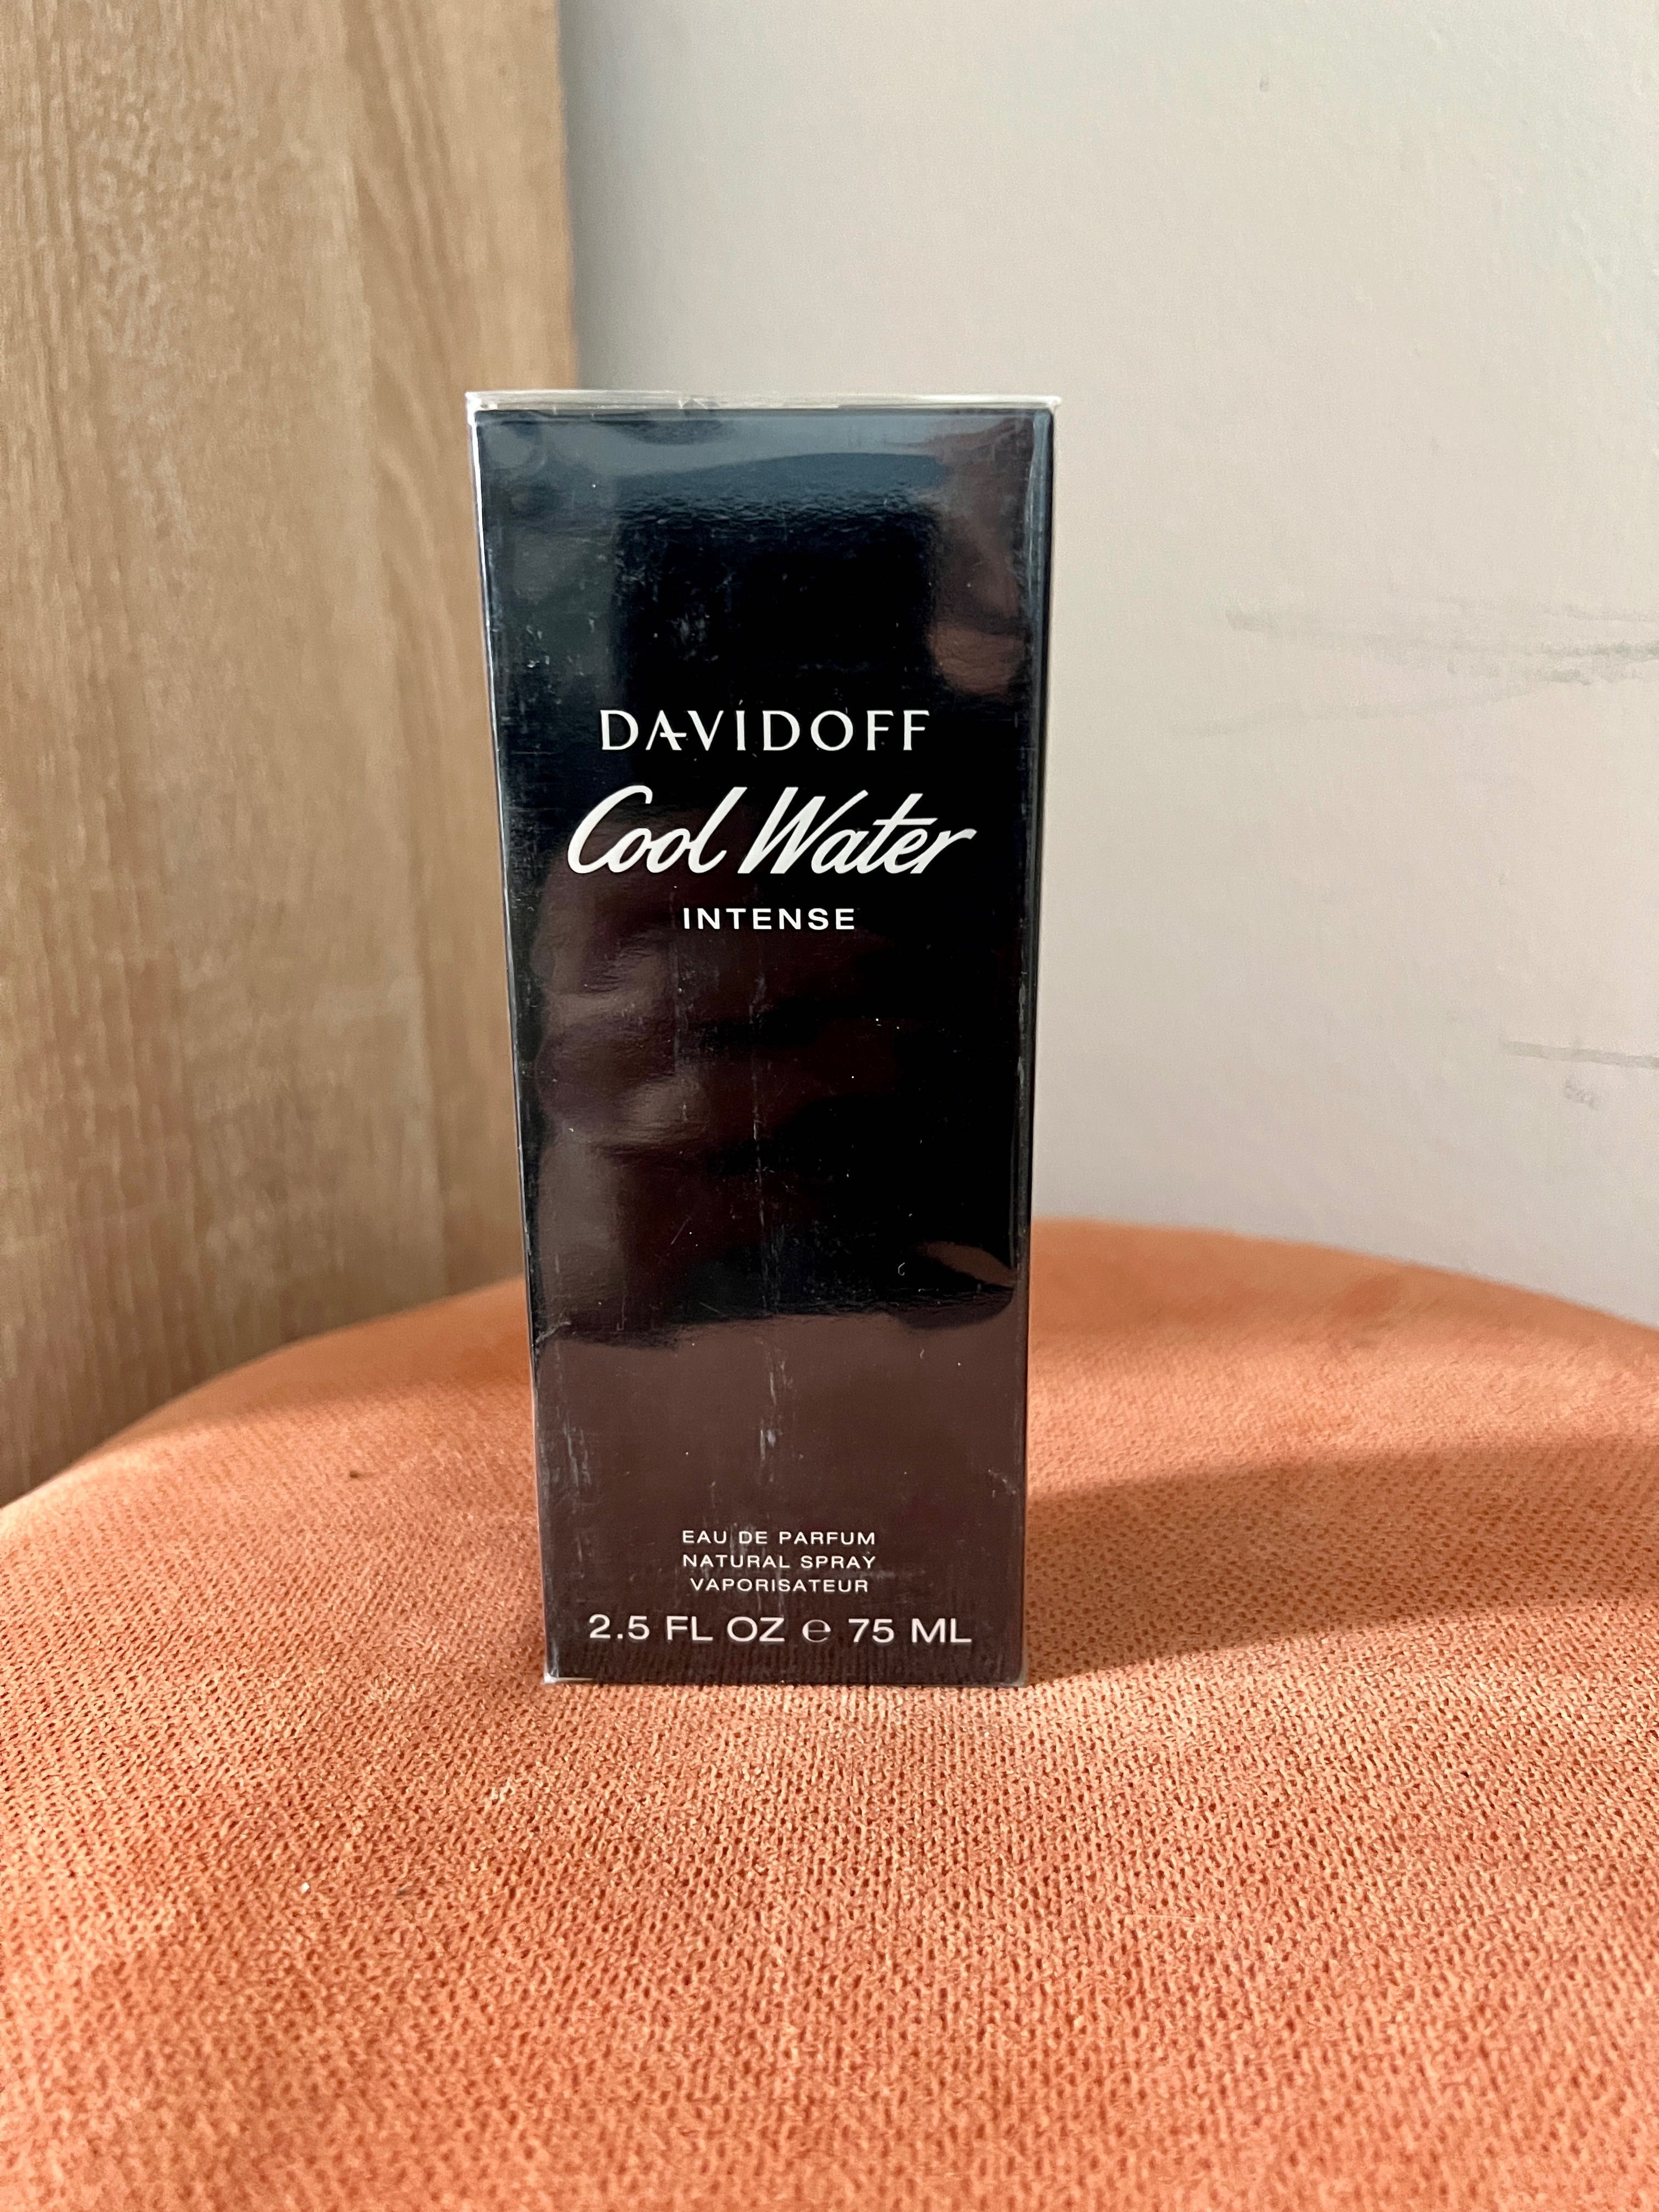 DAVIDOFF
Cool Water
INTENSE
EAU DE PARFUM
NATURAL SPRAY
VAPORISATEUR
2.5 FL OZ ℮ 75 ML